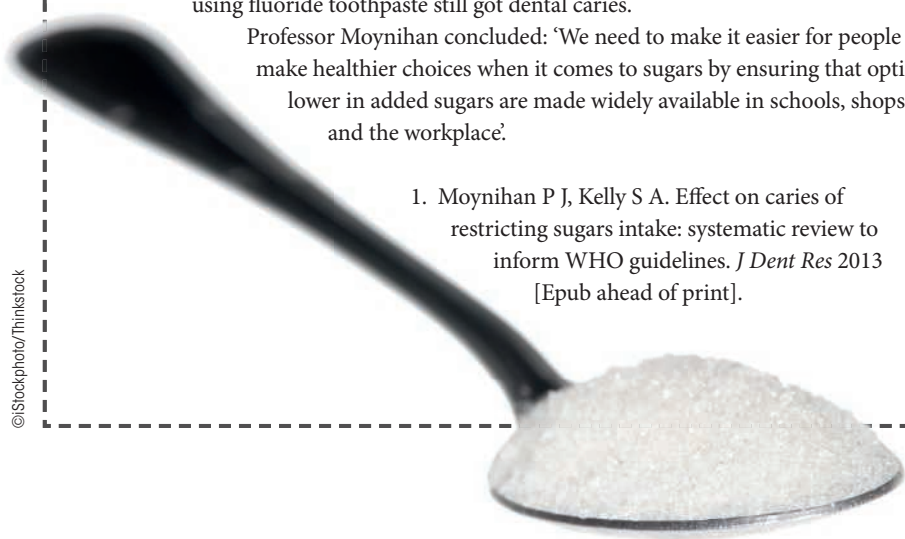 using fluoride toothpaste still got dental caries.
Professor Moynihan concluded: ‘We need to make it easier for people
make healthier choices when it comes to sugars by ensuring that opti
lower in added sugars are made widely available in schools, shops
and the workplace’.
1. Moynihan P J, Kelly S A. Effect on caries of
restricting sugars intake: systematic review to
inform WHO guidelines. J Dent Res 2013
[Epub ahead of print].
©iStockphoto/Thinkstock